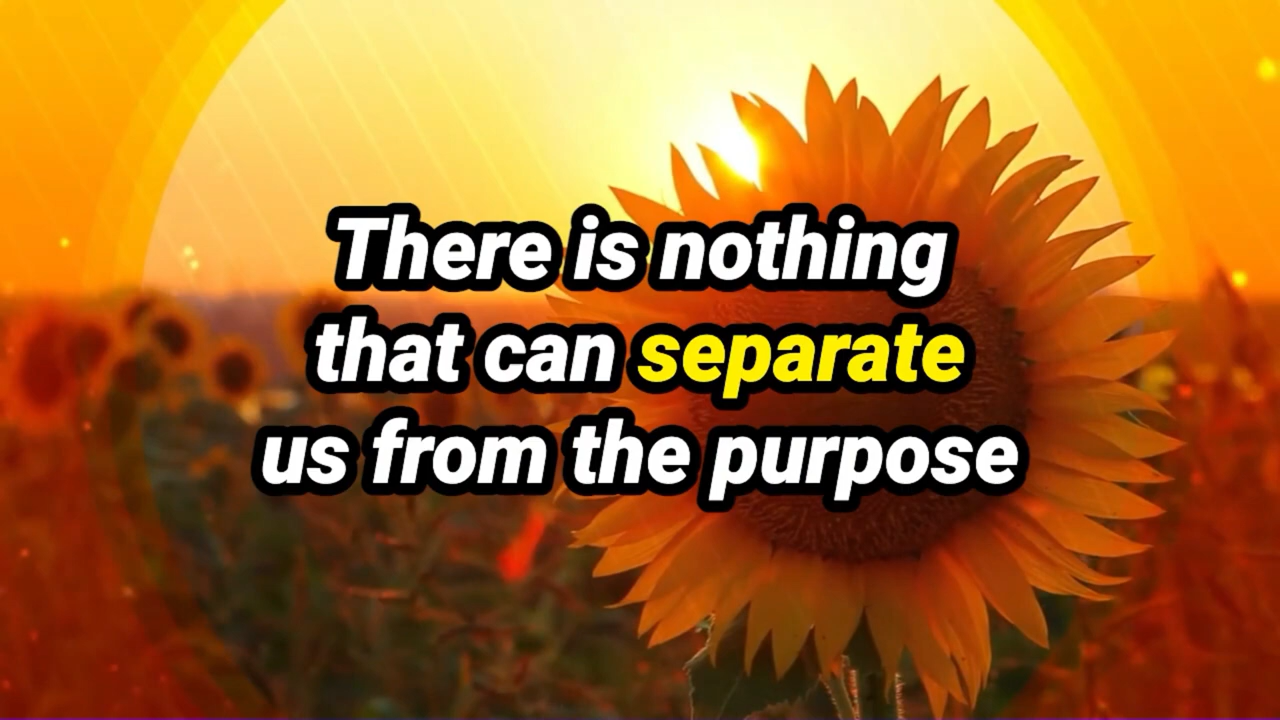 There is nothing
that can separate
us from the purpose